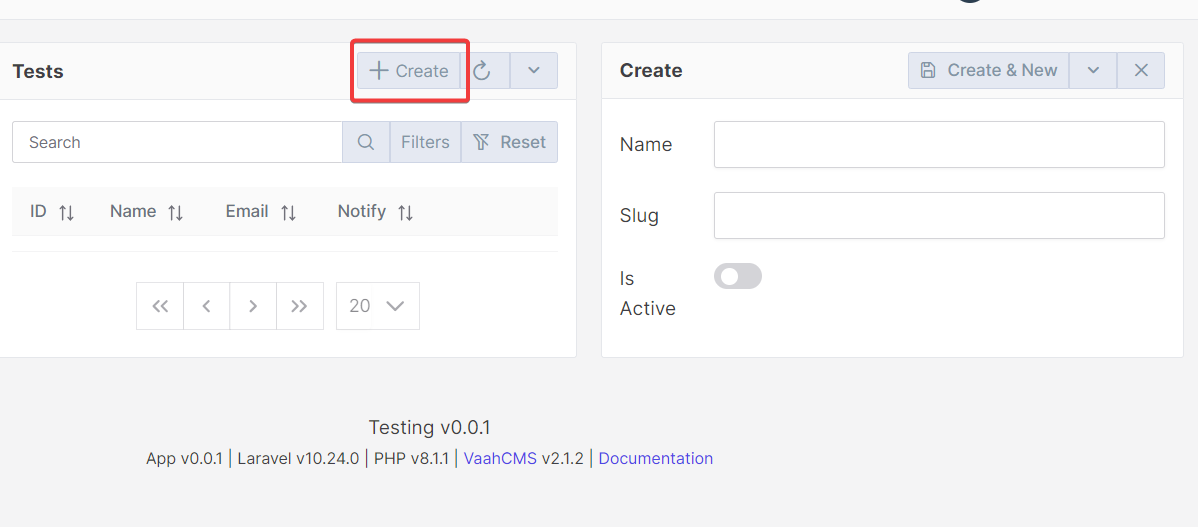 Tests
Create
Search
Filters
Reset
ID
Name
Email
Notify
20
Create
Create & New
Name
Slug
Is
Active
Testing v0.0.1
App v0.0.1 | Laravel v10.24.0 | PHP v8.1.1 | VaahCMS v2.1.2 | Documentation